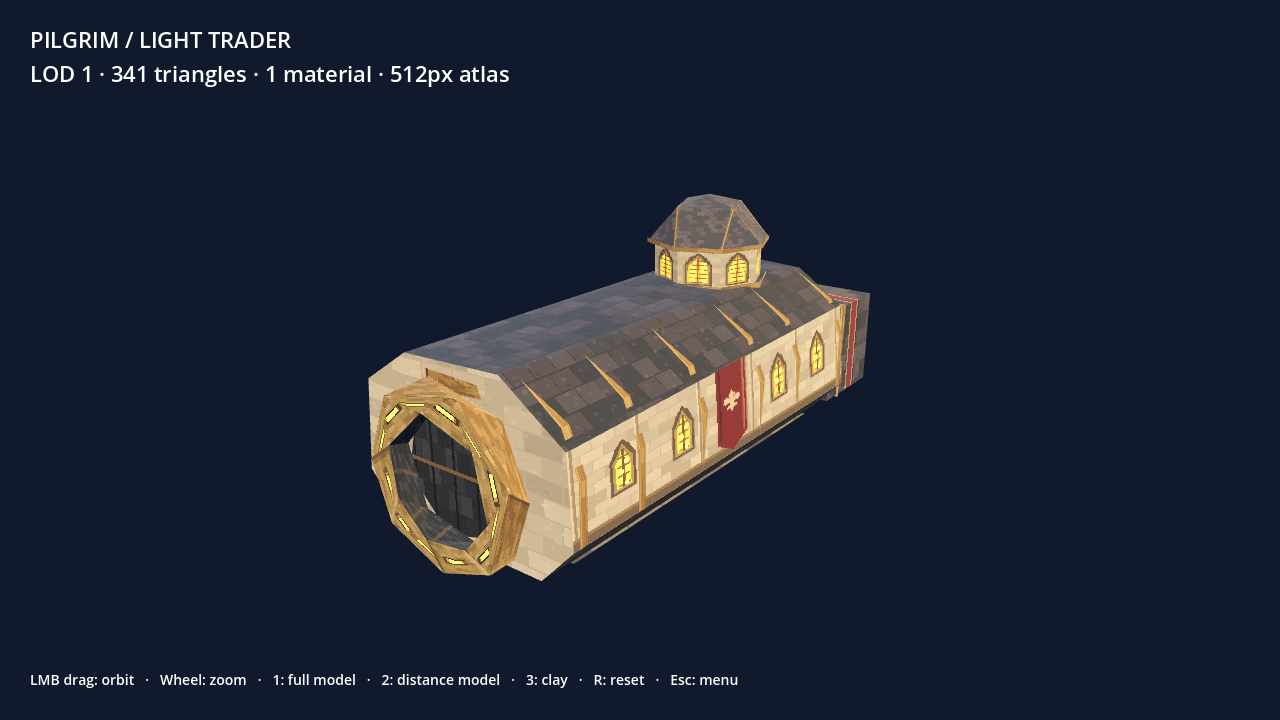 PILGRIM / LIGHT TRADER
LOD 1 · 341 triangles · 1 material · 512px atlas
LMB drag: orbit · Wheel: zoom · 1: full model · 2: distance model · 3: clay · R: reset · Esc: menu